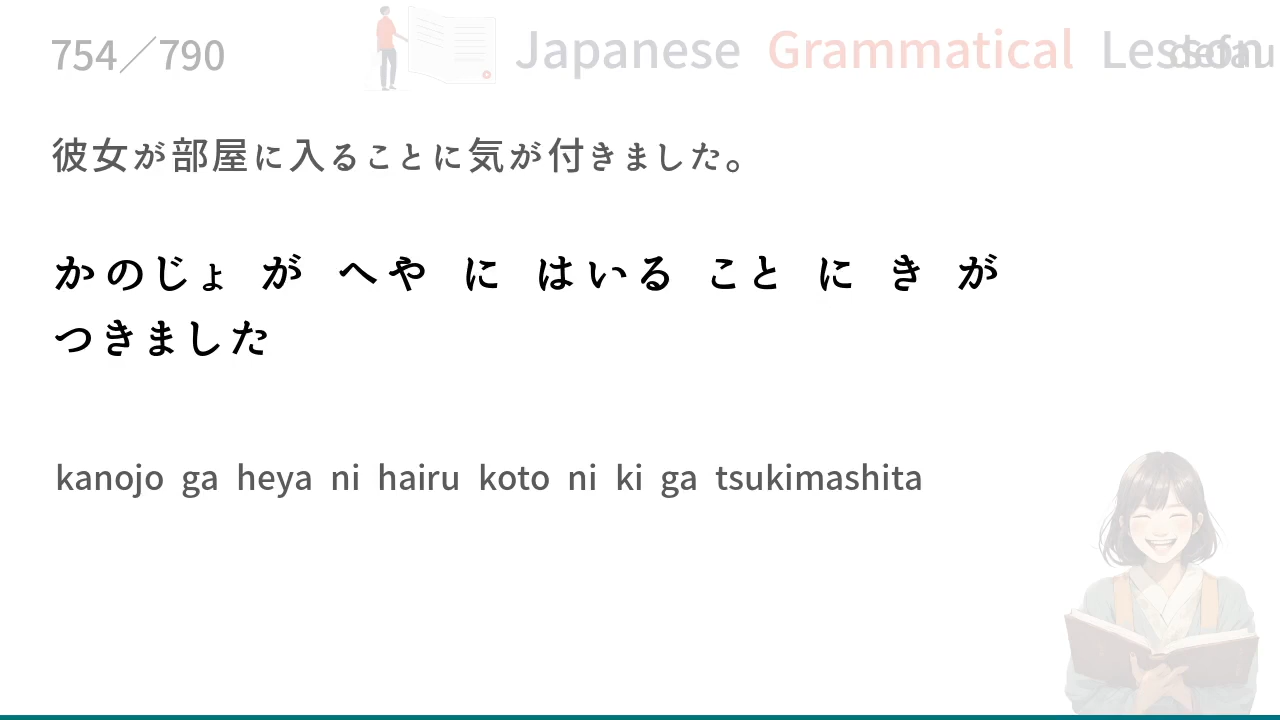 754／790
Japanese Grammatical Lesson
彼女が部屋に入ることに気が付きました。
かのじょ が へや に はいる こと に き が
つきました
kanojo ga heya ni hairu koto ni ki ga tsukimashita